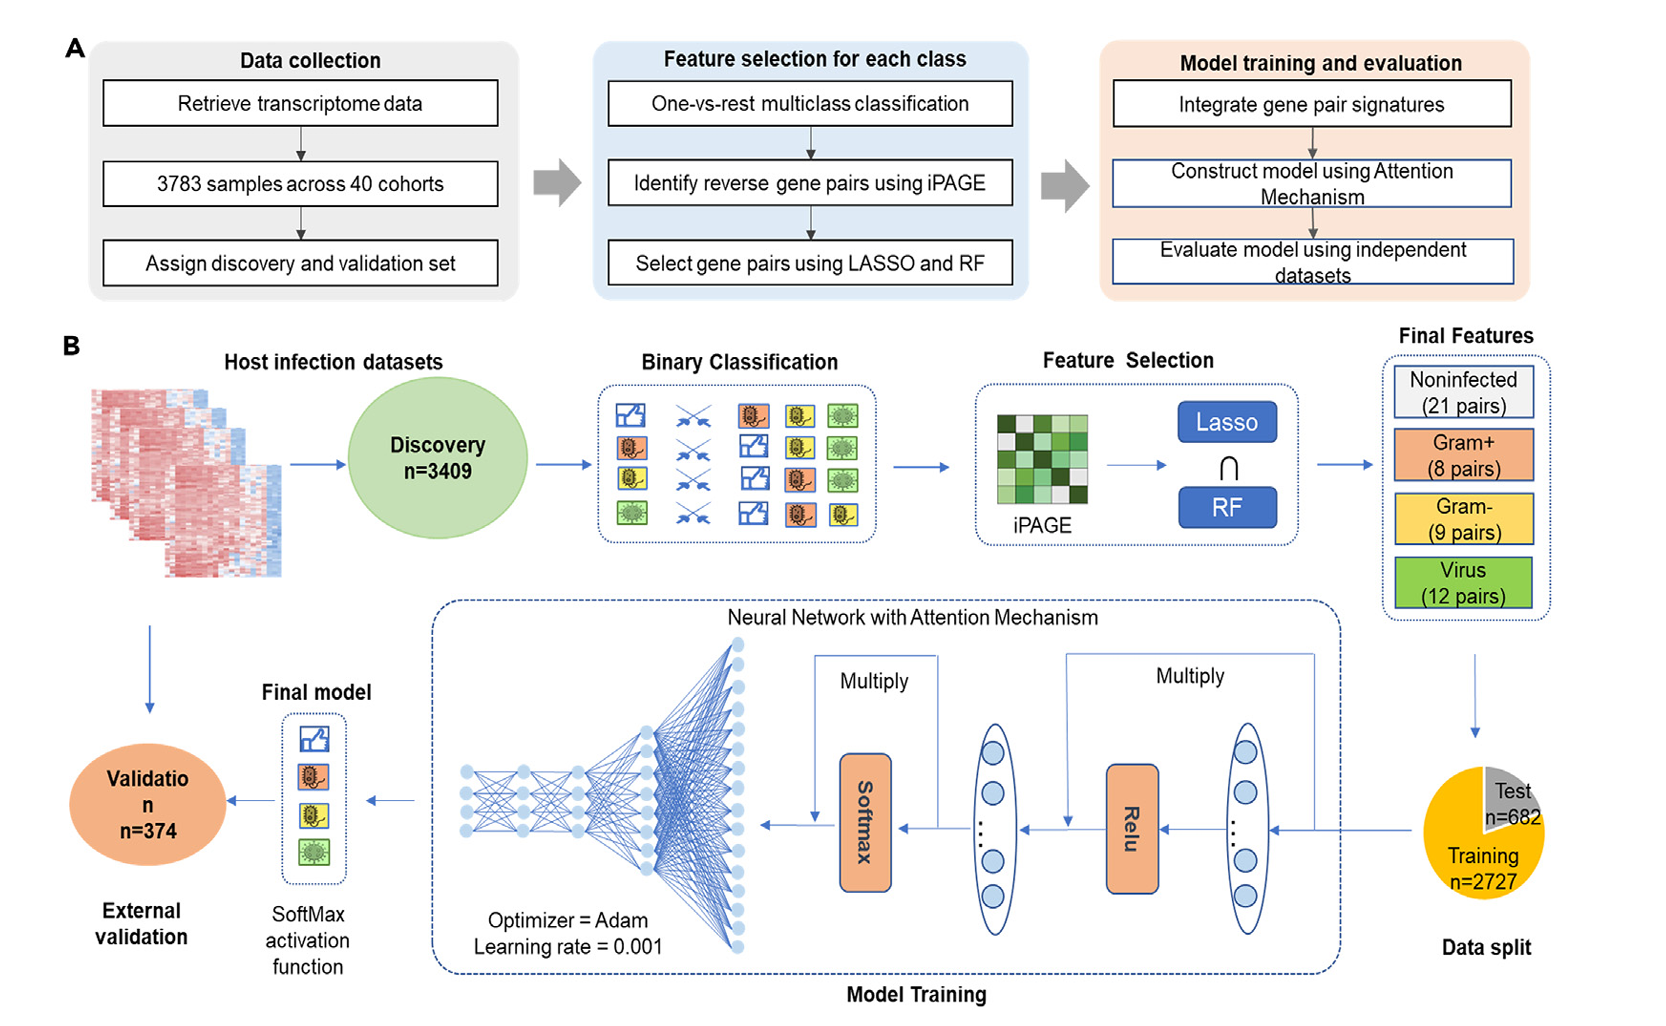 A
Data collection
Retrieve transcriptome data
3783 samples across 40 cohorts
Assign discovery and validation set
Feature selection for each class
One-vs-rest multiclass classification
Identify reverse gene pairs using iPAGE
Select gene pairs using LASSO and RF
Model training and evaluation
Integrate gene pair signatures
Construct model using Attention
Mechanism
Evaluate model using independent
datasets
B
Host infection datasets
Discovery
n=3409
Binary Classification
Feature Selection
iPAGE
Lasso
∩
RF
Final Features
Noninfected
(21 pairs)
Gram+
(8 pairs)
Gram-
(9 pairs)
Virus
(12 pairs)
Test
n=682
Training
n=2727
Data split
Neural Network with Attention Mechanism
Multiply
Multiply
Relu
Softmax
Optimizer = Adam
Learning rate = 0.001
Model Training
Final model
SoftMax
activation
function
Validatio
n
n=374
External
validation